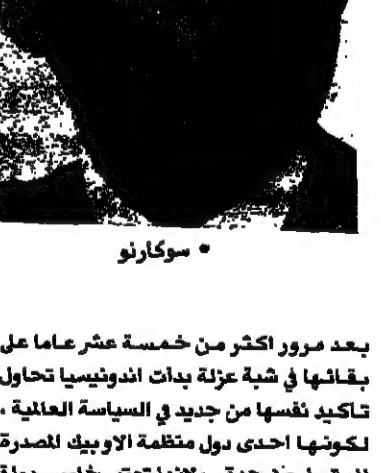 • سوكارنو
بعد مرور اكثر من خمسة عشر عاما على
بقائها في شبة عزلة بدأت اندونيسيا تحاول
تاكيد نفسها من جديد في السياسة العالمية ،
لكونها احدى دول منظمة الاوبيك المصدرة